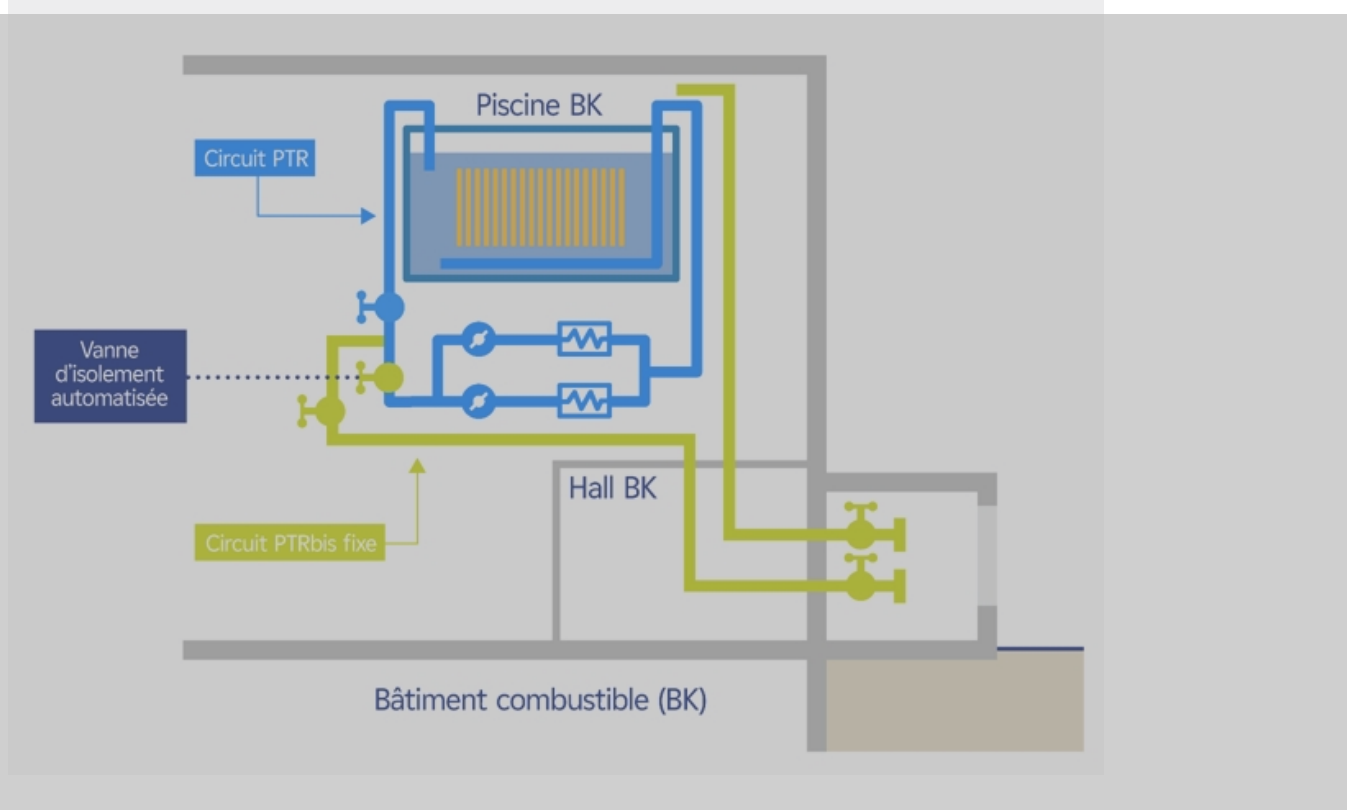 Piscine BK
Circuit PTR
Vanne
d'isolement
automatisée
Hall BK
Circuit PTRbis fixe
Bâtiment combustible (BK)